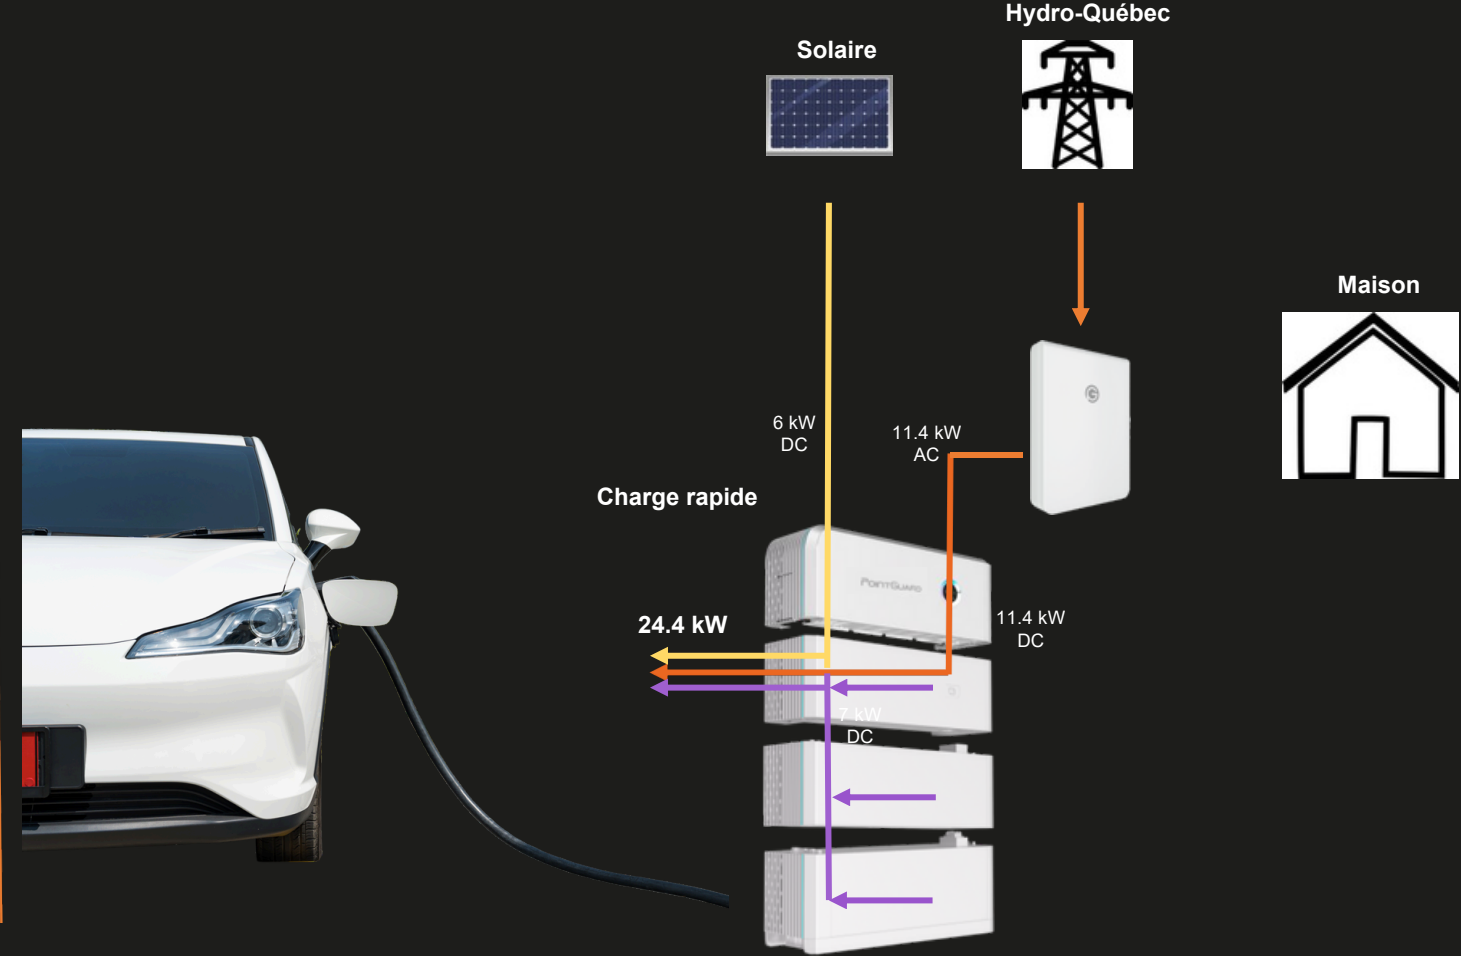 Hydro-Québec
Solaire
Maison
6 kW
DC
11.4 kW
AC
Charge rapide
POINTGUARD
24.4 kW
11.4 kW
DC
7 kW
DC